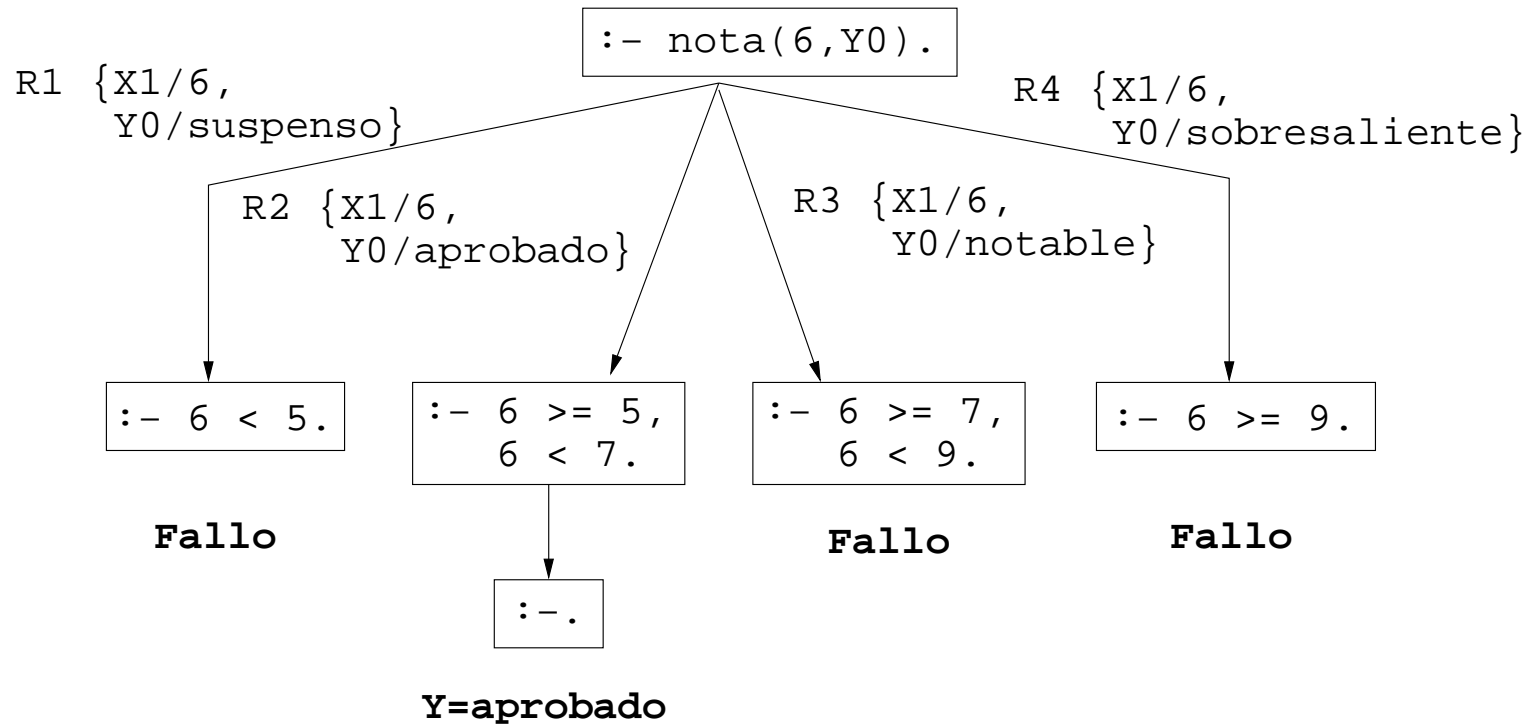 :- nota(6,Y0).
R1 {X1/6,
Y0/suspenso}
R4 {X1/6,
Y0/sobresaliente}
R2 {X1/6,
Y0/aprobado}
R3 {X1/6,
Y0/notable}
:- 6 < 5.
:- 6 >= 5,
6 < 7.
:- 6 >= 7,
6 < 9.
:- 6 >= 9.
Fallo
Fallo
Fallo
:-.
Y=aprobado